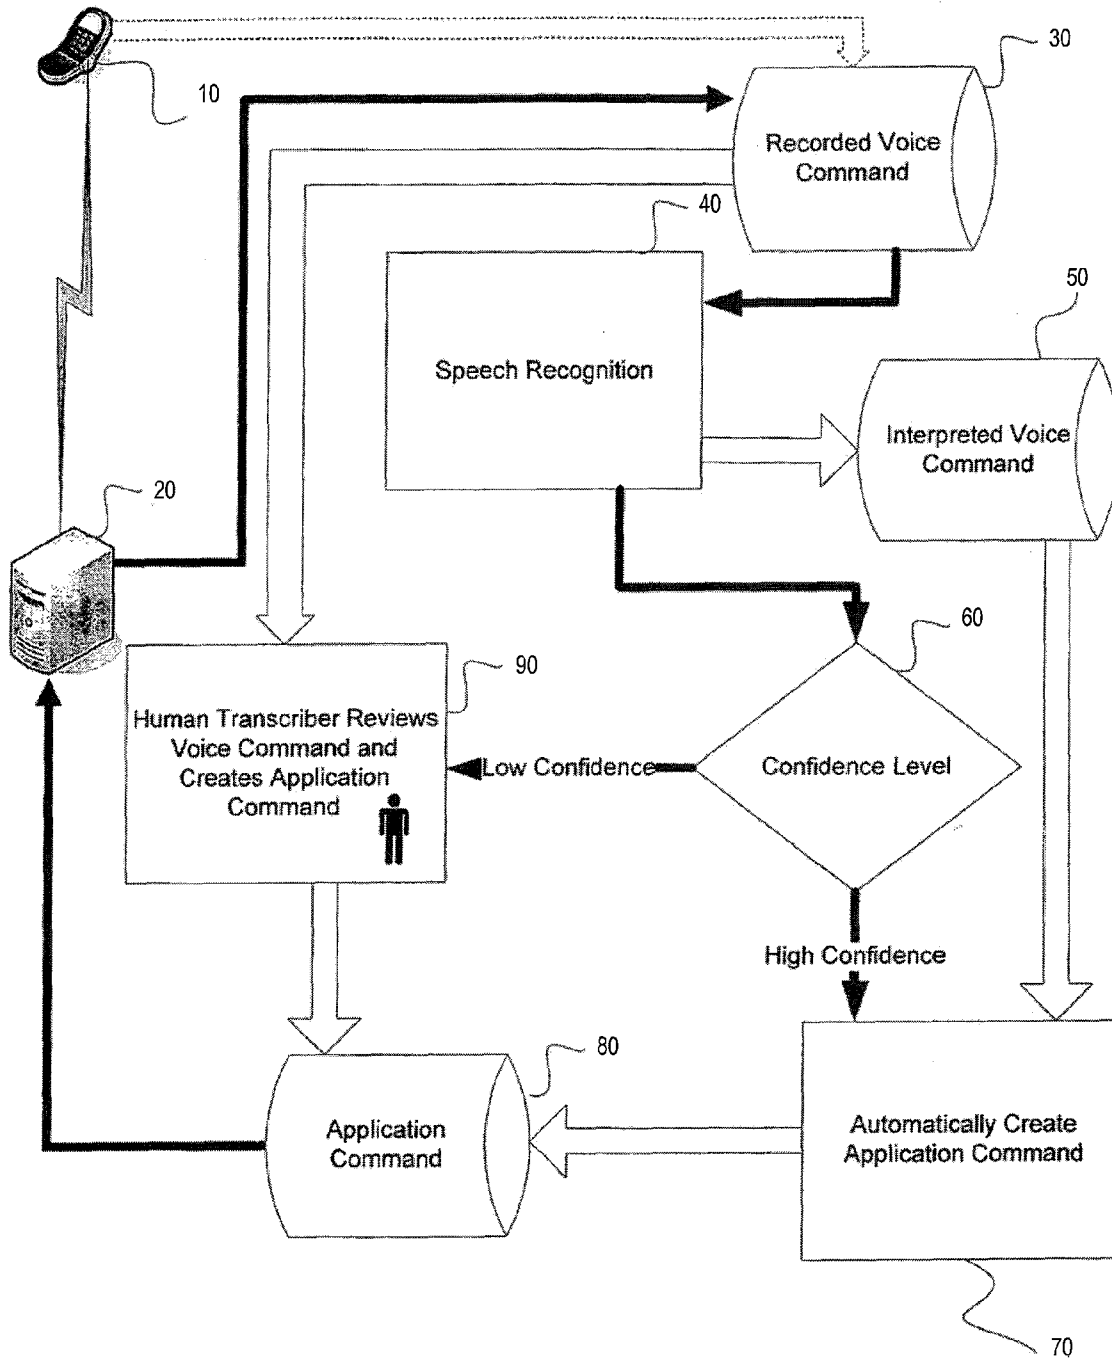 30
10
Recorded Voice
Command
40
50
Speech Recognition
Interpreted Voice
Command
20
60
90
Human Transcriber Reviews
Voice Command and
Creates Application
Command
Low Confidence
Confidence Level
High Confidence
80
Application
Command
Automatically Create
Application Command
70